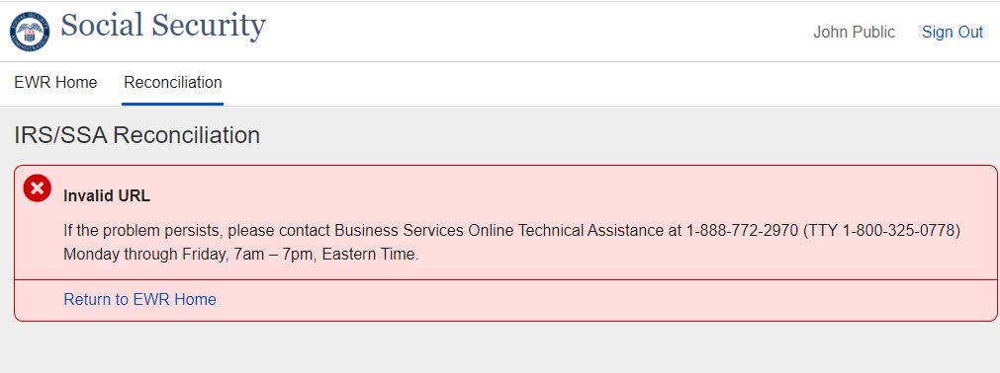 Social Security
John Public
Sign Out
EWR Home
Reconciliation
IRS/SSA Reconciliation
Invalid URL
If the problem persists, please contact Business Services Online Technical Assistance at 1-888-772-2970 (TTY 1-800-325-0778)
Monday through Friday, 7am – 7pm, Eastern Time.
Return to EWR Home